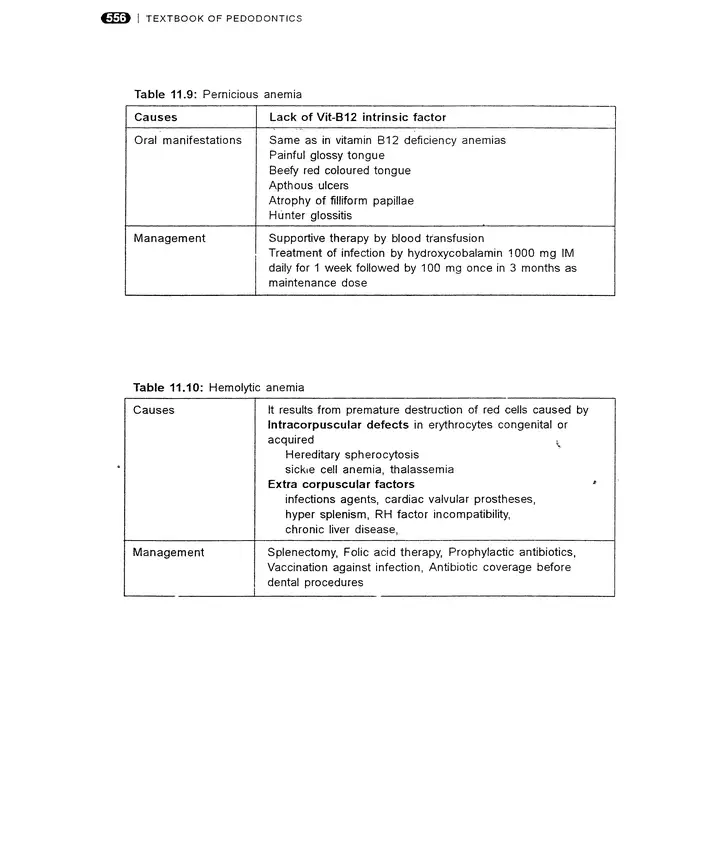 556 | TEXTBOOK OF PEDODONTICS
Table 11.9: Pernicious anemia
Causes Lack of Vit-B12 intrinsic factor
Oral manifestations Same as in vitamin B12 deficiency anemias
Painful glossy tongue
Beefy red coloured tongue
Apthous ulcers
Atrophy of filliform papillae
Hunter glossitis
Management Supportive therapy by blood transfusion
Treatment of infection by hydroxycobalamin 1000 mg IM
daily for 1 week followed by 100 mg once in 3 months as
maintenance dose
Table 11.10: Hemolytic anemia
Causes It results from premature destruction of red cells caused by
Intracorpuscular defects in erythrocytes congenital or
acquired
Hereditary spherocytosis
sickle cell anemia, thalassemia
Extra corpuscular factors
infections agents, cardiac valvular prostheses,
hyper splenism, RH factor incompatibility,
chronic liver disease,
Management Splenectomy, Folic acid therapy, Prophylactic antibiotics,
Vaccination against infection, Antibiotic coverage before
dental procedures